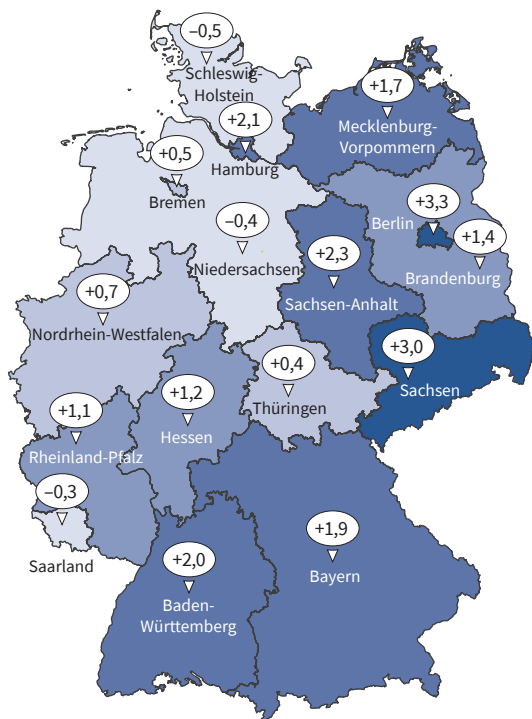 –0,5
Schleswig-
Holstein
+1,7
Mecklenburg-
Vorpommern
+2,1
Hamburg
+0,5
Bremen
+3,3
Berlin
+1,4
Brandenburg
–0,4
Niedersachsen
+2,3
Sachsen-Anhalt
+0,7
Nordrhein-Westfalen
+3,0
Sachsen
+0,4
Thüringen
+1,2
Hessen
+1,1
Rheinland-Pfalz
–0,3
Saarland
+1,9
Bayern
+2,0
Baden-
Württemberg